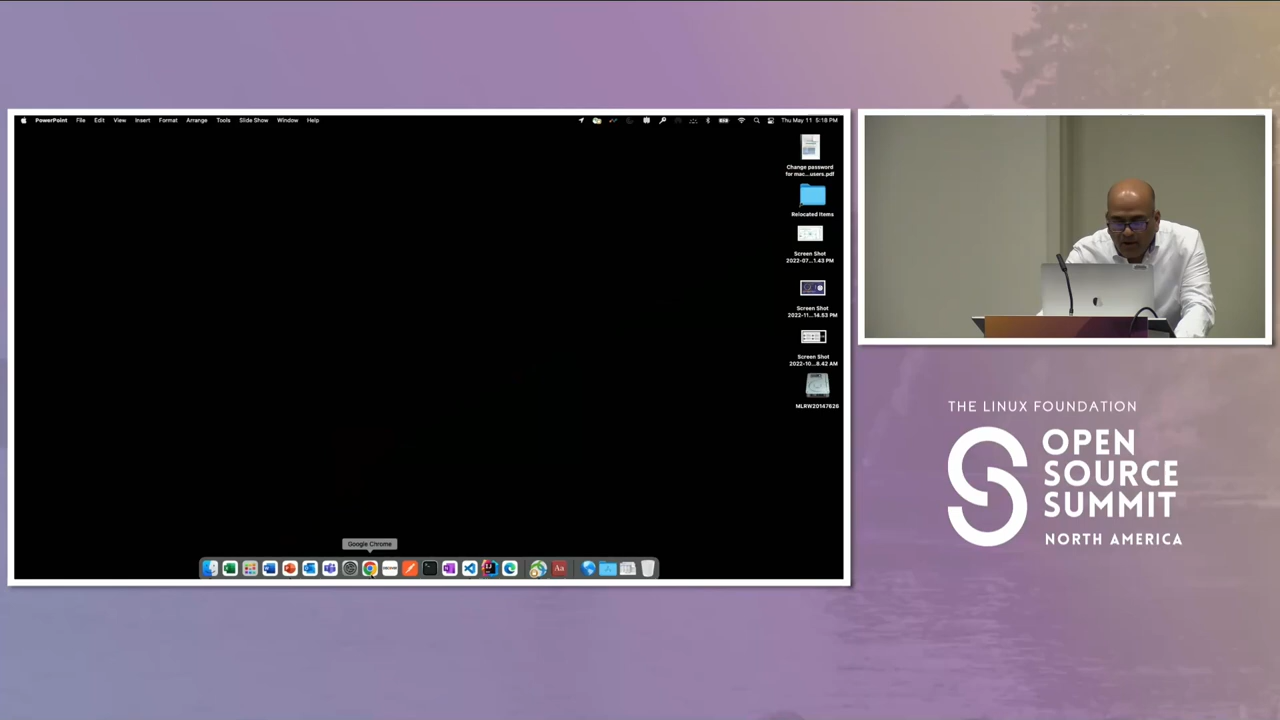 PowerPoint File Edit View Insert Format Arrange Tools Slide Show Window Help
Thu May 11 5:18 PM
Change password
for mac...users.pdf
Relocated Items
Screen Shot
2022-07...1.43 PM
Screen Shot
2022-11...14.53 PM
Screen Shot
2022-10...8.42 AM
MLRW20147628
Google Chrome
Aa
THE LINUX FOUNDATION
OPEN
SOURCE
SUMMIT
NORTH AMERICA